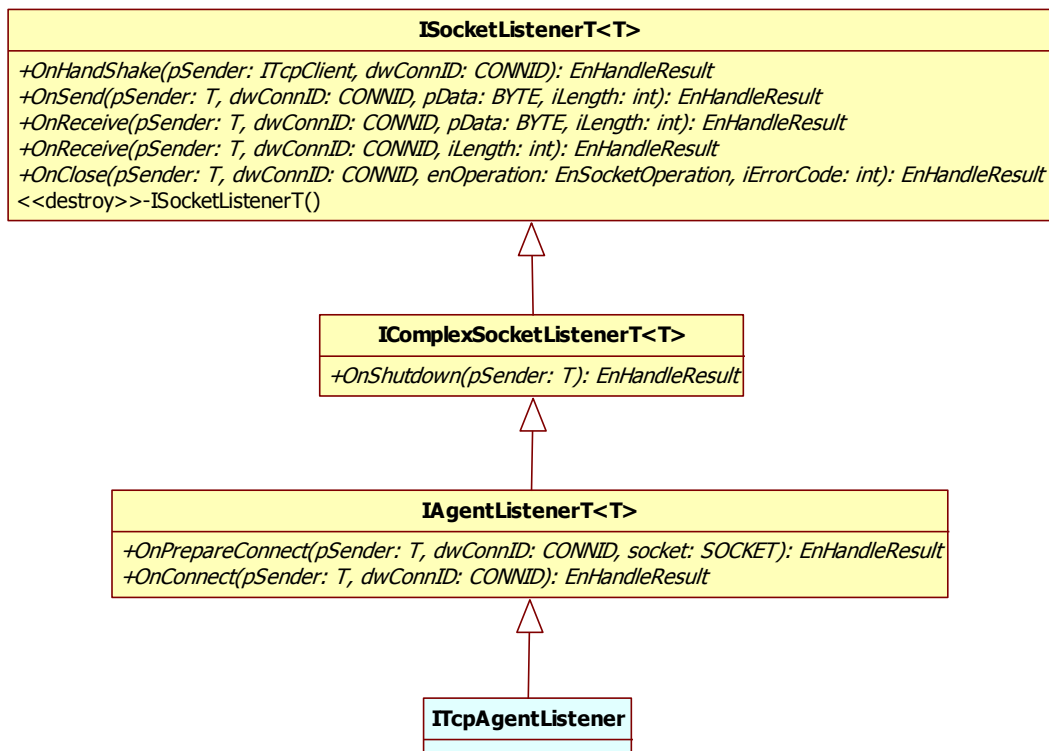 ISocketListenerT<T>
+OnHandShake(pSender: ITcpClient, dwConnID: CONNID): EnHandleResult
+OnSend(pSender: T, dwConnID: CONNID, pData: BYTE, iLength: int): EnHandleResult
+OnReceive(pSender: T, dwConnID: CONNID, pData: BYTE, iLength: int): EnHandleResult
+OnReceive(pSender: T, dwConnID: CONNID, iLength: int): EnHandleResult
+OnClose(pSender: T, dwConnID: CONNID, enOperation: EnSocketOperation, iErrorCode: int): EnHandleResult
<<destroy>>-ISocketListenerT()
IComplexSocketListenerT<T>
+OnShutdown(pSender: T): EnHandleResult
IAgentListenerT<T>
+OnPrepareConnect(pSender: T, dwConnID: CONNID, socket: SOCKET): EnHandleResult
+OnConnect(pSender: T, dwConnID: CONNID): EnHandleResult
ITcpAgentListener